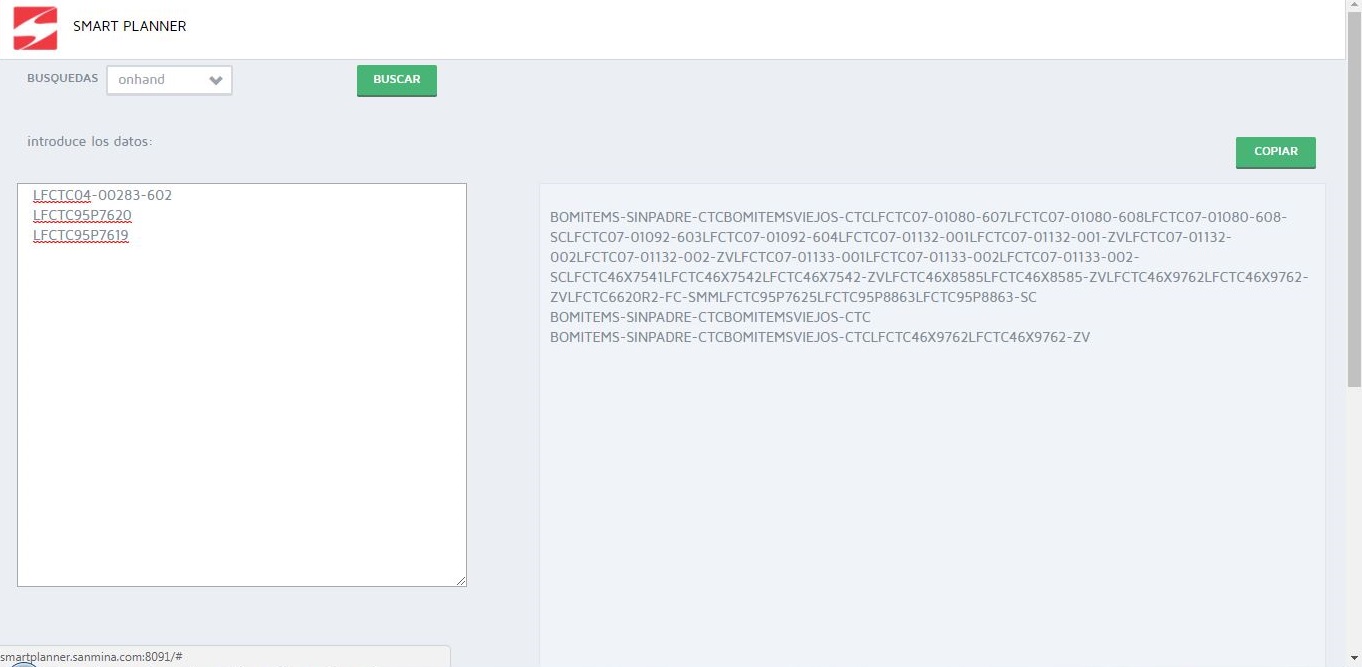 SMART PLANNER
BUSQUEDAS onhand BUSCAR
introduce los datos:
COPIAR
LFCTC04-00283-602
LFCTC95P7620
LFCTC95P7619
BOMITEMS-SINPADRE-CTCBOMITEMSVIEJOS-CTCLFCTC07-01080-607LFCTC07-01080-608LFCTC07-01080-608-
SCLFCTC07-01092-603LFCTC07-01092-604LFCTC07-01132-001LFCTC07-01132-001-ZVLFCTC07-01132-
002LFCTC07-01132-002-ZVLFCTC07-01133-001LFCTC07-01133-002LFCTC07-01133-002-
SCLFCTC46X7541LFCTC46X7542LFCTC46X7542-ZVLFCTC46X8585LFCTC46X8585-ZVLFCTC46X9762LFCTC46X9762-
ZVLFCTC6620R2-FC-SMMLFCTC95P7625LFCTC95P8863LFCTC95P8863-SC
BOMITEMS-SINPADRE-CTCBOMITEMSVIEJOS-CTC
BOMITEMS-SINPADRE-CTCBOMITEMSVIEJOS-CTCLFCTC46X9762LFCTC46X9762-ZV
smartplanner.sanmina.com:8091/#